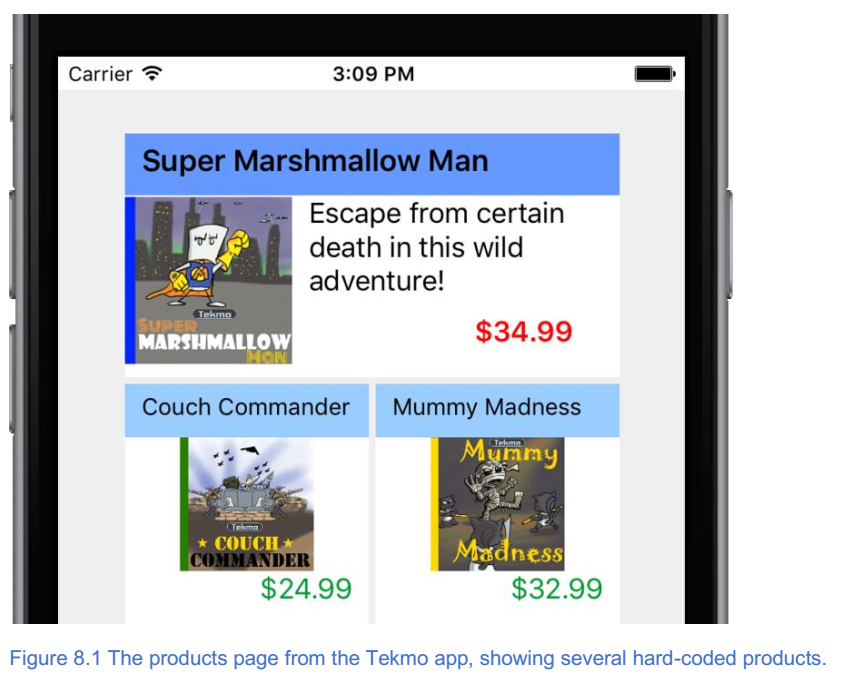 Carrier 3:09 PM
Super Marshmallow Man
Escape from certain
death in this wild
adventure!
Tekmo
SUPER
MARSHMALLOW
MAN
$34.99
Couch Commander
Mummy Madness
Tekmo
COUCH
COMMANDER
$24.99
Tekmo
Mummy
Madness
$32.99
Figure 8.1 The products page from the Tekmo app, showing several hard-coded products.